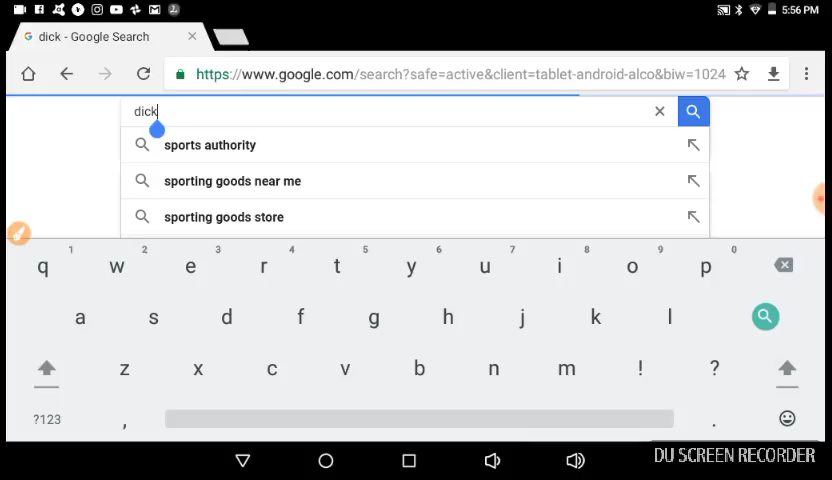 5:56 PM
dick - Google Search
https://www.google.com/search?safe=active&client=tablet-android-alco&biw=1024
dick
sports authority
sporting goods near me
sporting goods store
1 2 3 4 5 6 7 8 9 0
q w e r t y u i o p
a s d f g h j k l
z x c v b n m ! ?
?123 , .
DU SCREEN RECORDER